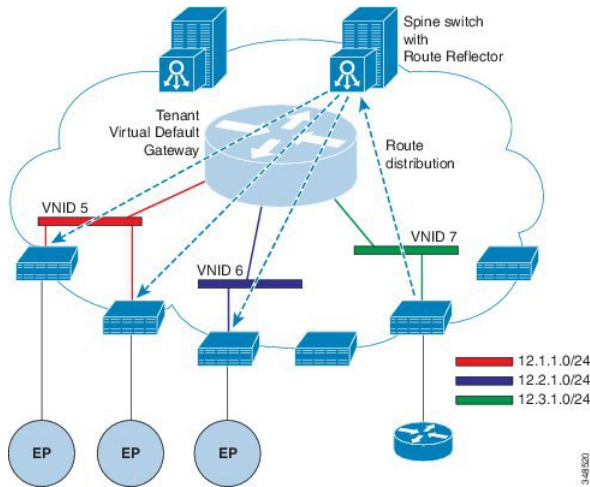 Spine switch
with
Route Reflector
Tenant
Virtual Default
Gateway
Route
distribution
VNID 5
VNID 7
VNID 6
12.1.1.0/24
12.2.1.0/24
12.3.1.0/24
EP
EP
EP
348520